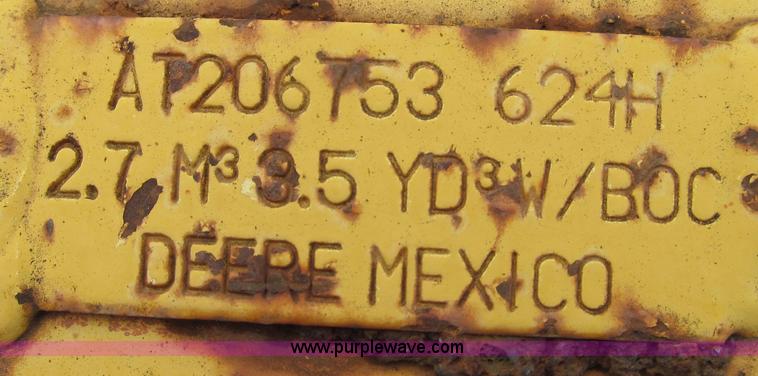 AT206753 624H
2.7 M³ 3.5 YD³ W/BOC
DEERE MEXICO
www.purplewave.com